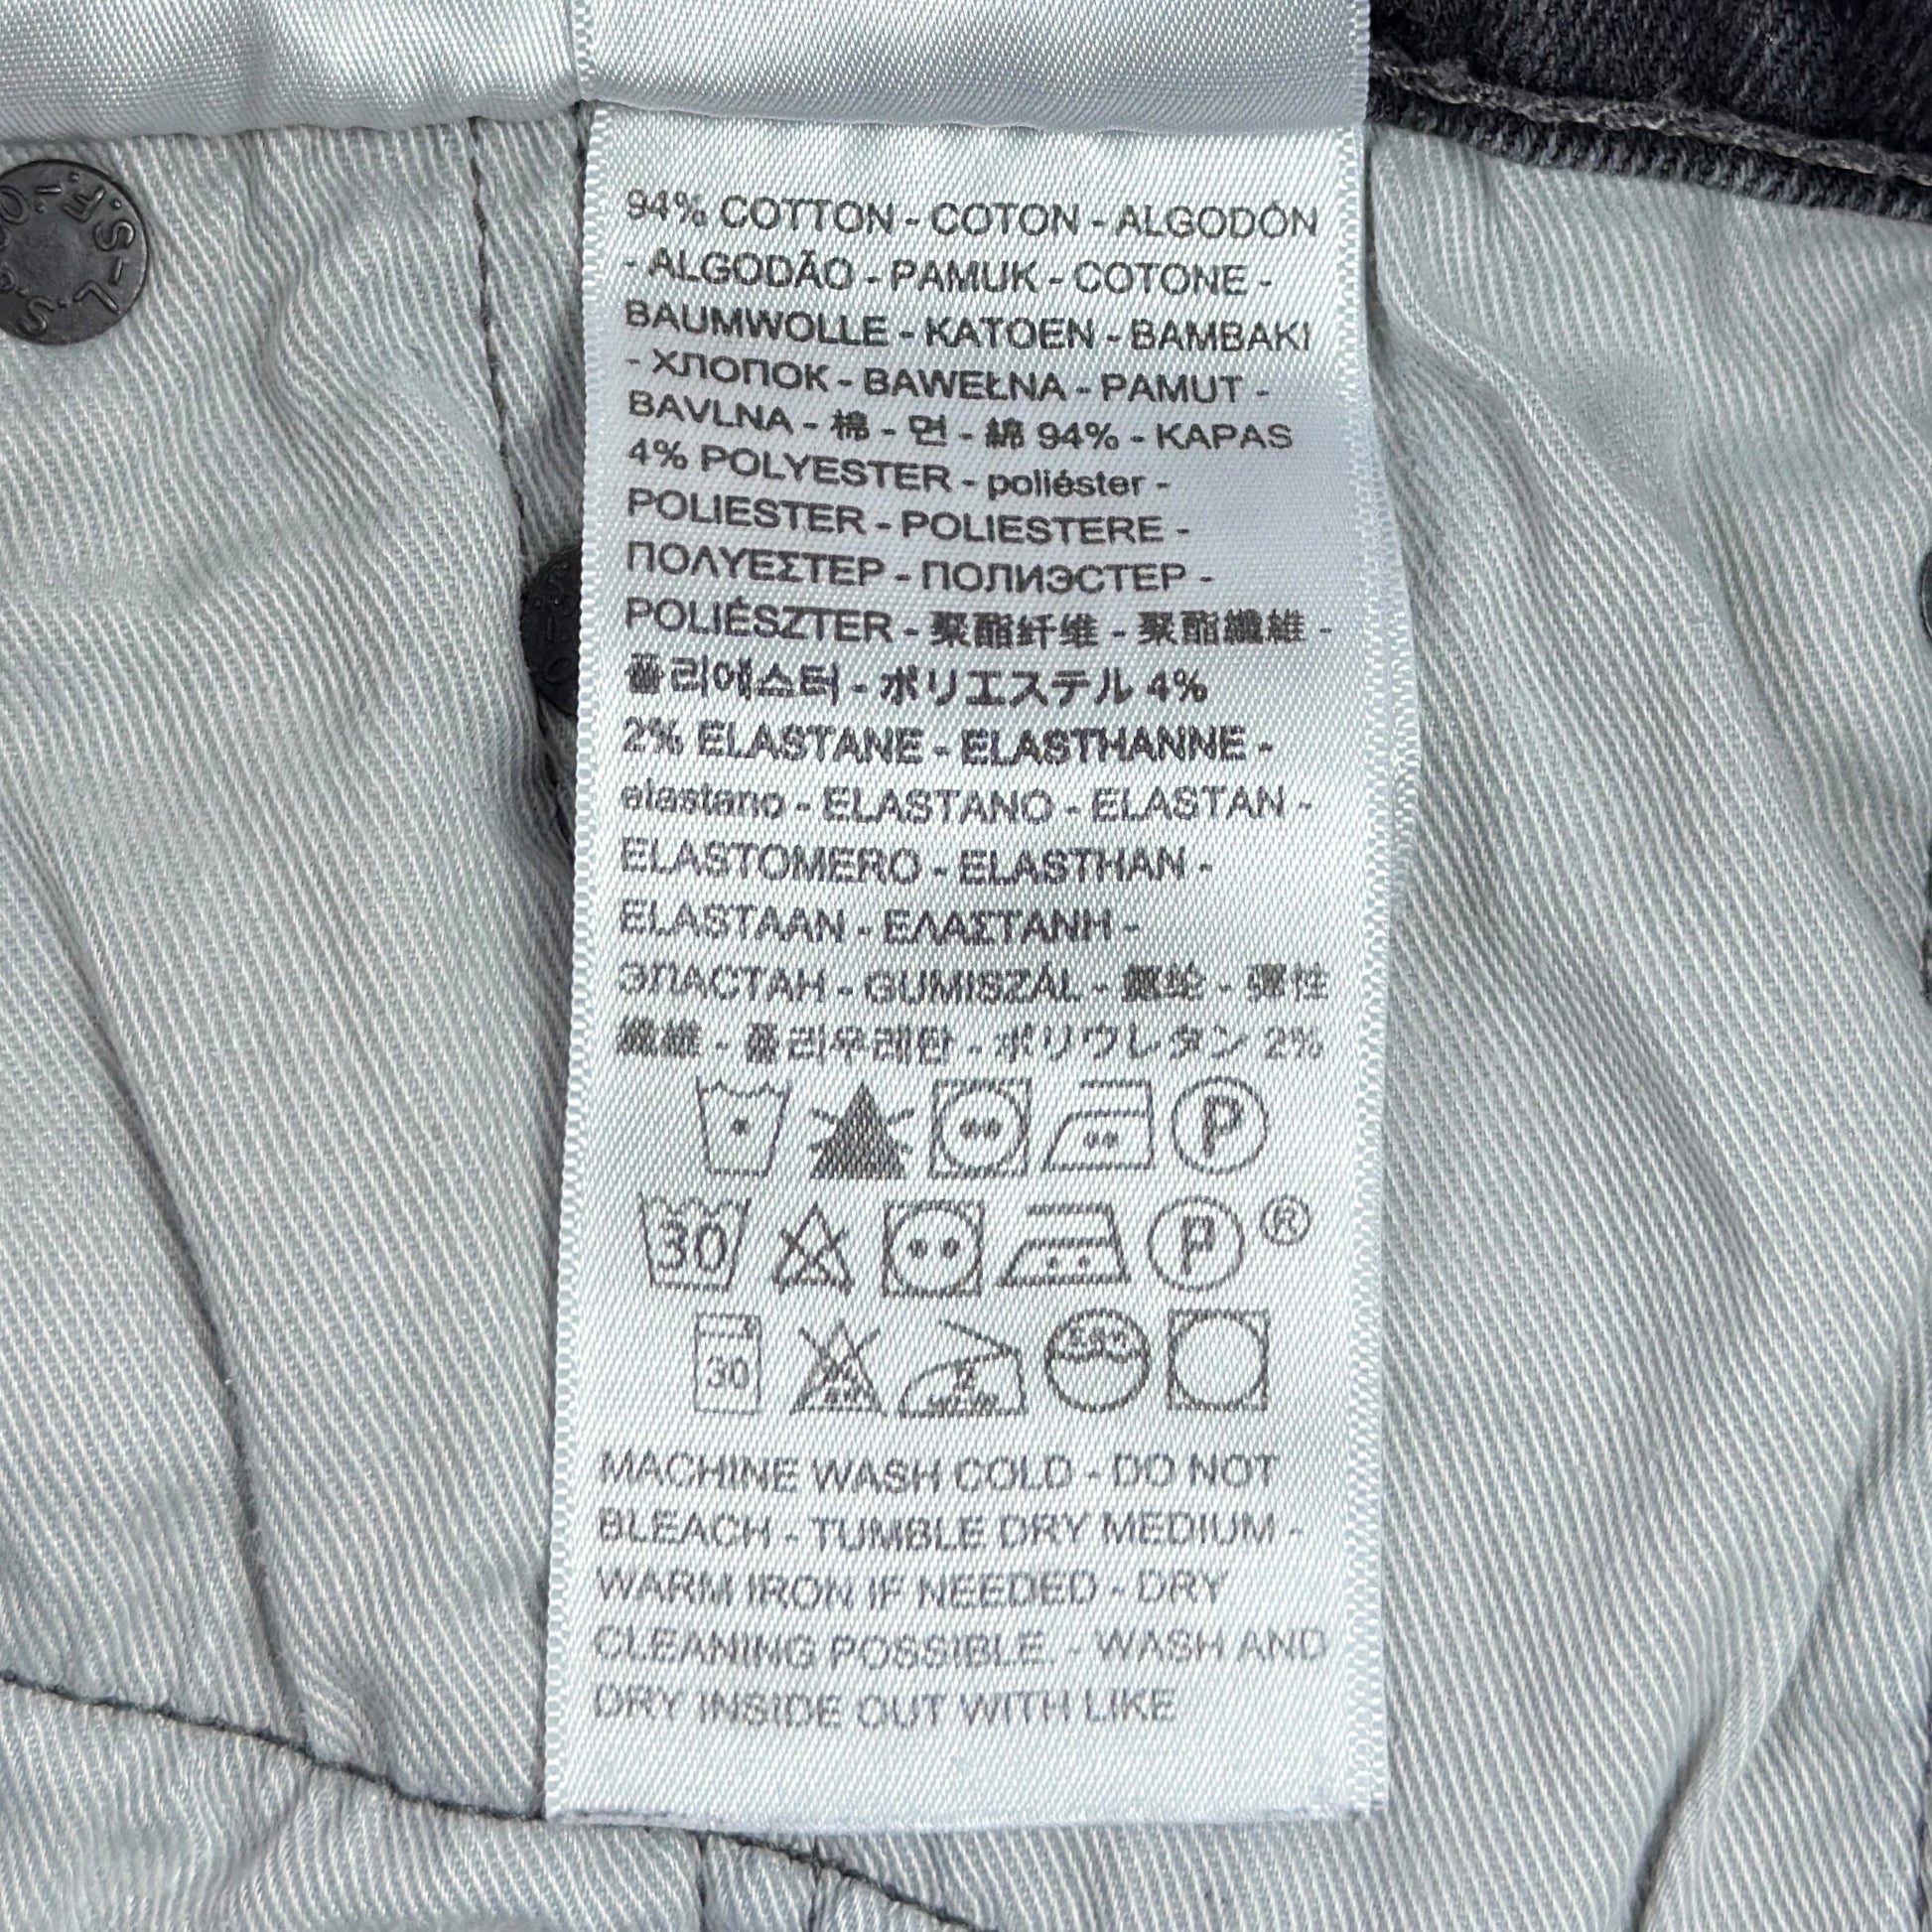 94% COTTON - COTON - ALGODÓN
- ALGODÃO - PAMUK - COTONE -
BAUMWOLLE - KATOEN - BAMBAKI
- ХЛОПОК - BAWEŁNA - PAMUT -
BAVLNA - 棉 - 면 - 綿 94% - KAPAS
4% POLYESTER - poliéster -
POLIESTER - POLIESTERE -
ΠΟΛΥΕΣΤΕΡ - ПОЛИЭСТЕР -
POLIÉSZTER - 聚酯纤维 - 聚酯纖維 -
폴리에스터 - ポリエステル 4%
2% ELASTANE - ELASTHANNE -
elastano - ELASTANO - ELASTAN -
ELASTOMERO - ELASTHAN -
ELASTAAN - ΕΛΑΣΤΑΝΗ -
ЭЛАСТАН - GUMISZÁL - 氨纶 - 彈性
纖維 - 폴리우레탄 - ポリウレタン 2%
P
30 P ®
30
MACHINE WASH COLD - DO NOT
BLEACH - TUMBLE DRY MEDIUM -
WARM IRON IF NEEDED - DRY
CLEANING POSSIBLE. - WASH AND
DRY INSIDE OUT WITH LIKE